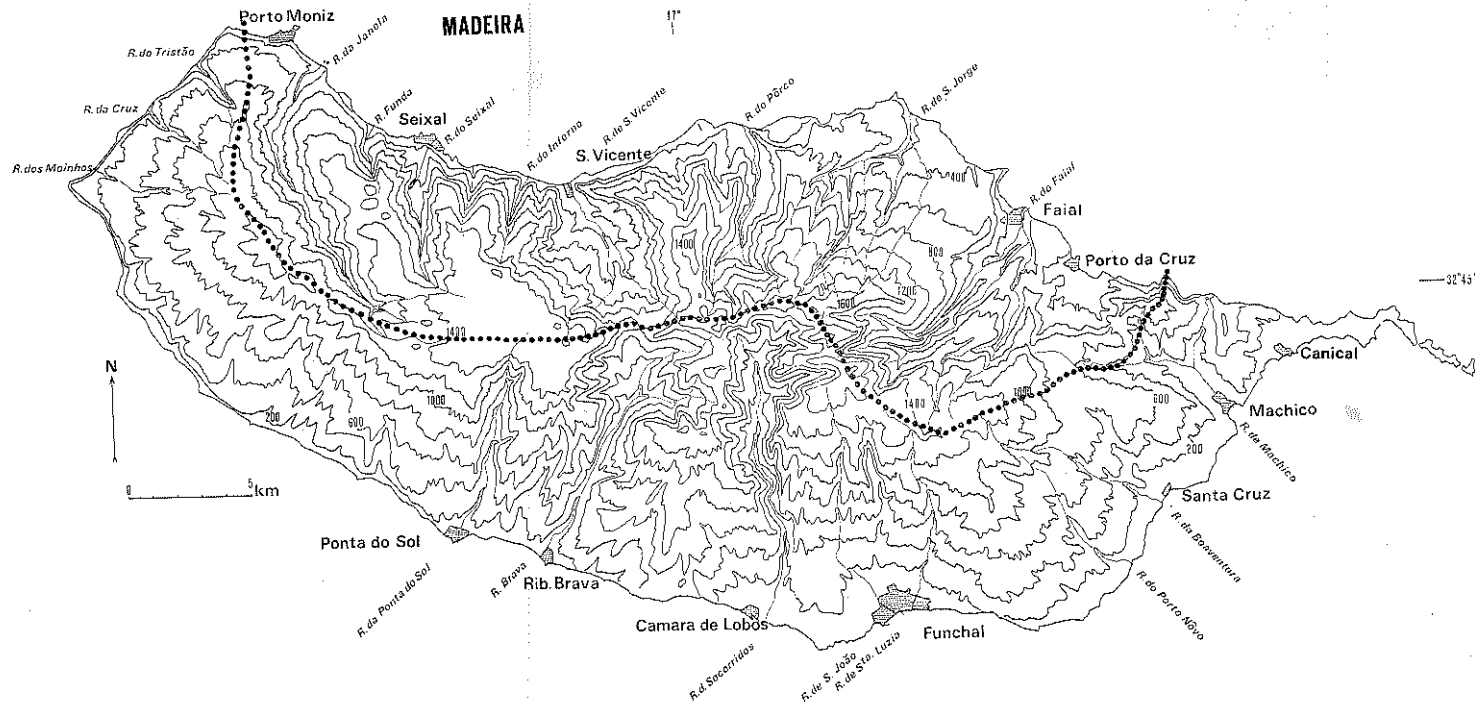 MADEIRA
17°
Porto Moniz
R. do Tristão
R. da Janela
R. da Cruz
R. dos Moinhos
R. Funda
Seixal
R. do Seixal
R. do Inferno
R. de S. Vicente
S. Vicente
R. do Pôrco
R. de S. Jorge
400
R. do Faial
Faial
Porto da Cruz
32°45'
1400
800
1200
1600
1400
Canical
N
200
600
1000
1400
600
200
Machico
R. de Machico
0 5 km
Santa Cruz
R. da Boaventura
Ponta do Sol
R. da Ponta do Sol
R. Brava
Rib. Brava
R. do Porto Nôvo
Camara de Lobos
Funchal
R. d. Socorridos
R. de S. João
R. de Sta. Luzia